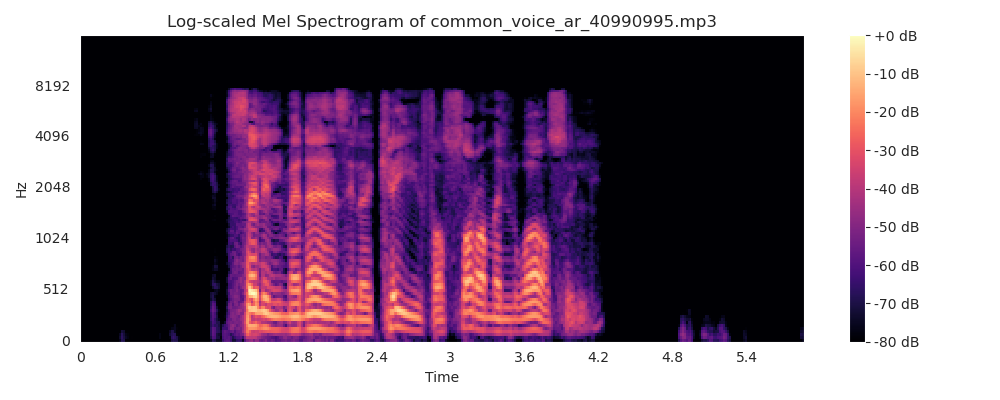 Log-scaled Mel Spectrogram of common_voice_ar_40990995.mp3
Hz
8192
4096
2048
1024
512
0
0 0.6 1.2 1.8 2.4 3 3.6 4.2 4.8 5.4
Time
+0 dB
-10 dB
-20 dB
-30 dB
-40 dB
-50 dB
-60 dB
-70 dB
-80 dB